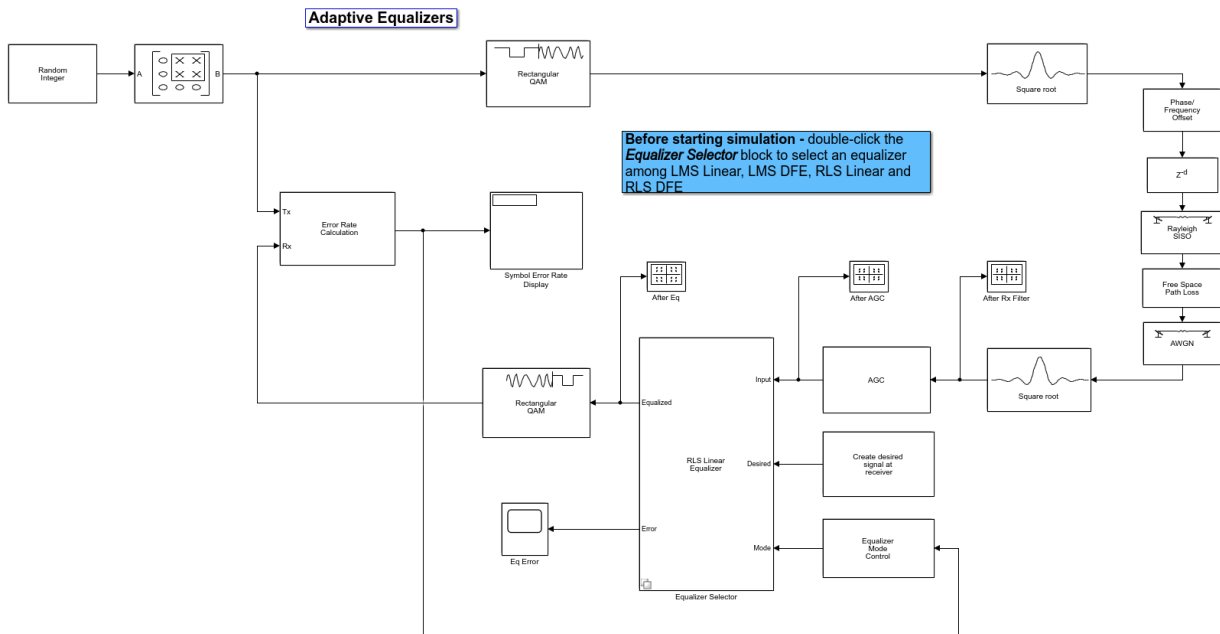 Adaptive Equalizers
Random
Integer
A
B
Rectangular
QAM
Square root
Phase/
Frequency
Offset
Before starting simulation - double-click the
Equalizer Selector block to select an equalizer
among LMS Linear, LMS DFE, RLS Linear and
RLS DFE
Z-d
Tx
Rx
Error Rate
Calculation
Symbol Error Rate
Display
Rayleigh
SISO
Free Space
Path Loss
AWGN
After Eq
After AGC
After Rx Filter
Rectangular
QAM
Equalized
Input
AGC
Square root
RLS Linear
Equalizer
Desired
Create desired
signal at
receiver
Error
Mode
Equalizer
Mode
Control
Eq Error
Equalizer Selector